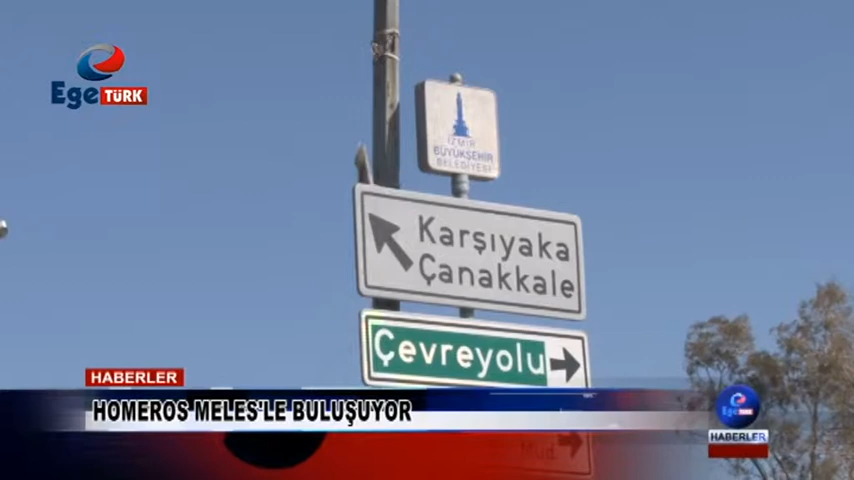 Ege TÜRK
İZMİR
BÜYÜKŞEHİR
BELEDİYESİ
Karşıyaka
Çanakkale
Çevreyolu
HABERLER
HOMEROS MELES'LE BULUŞUYOR
HABERLER